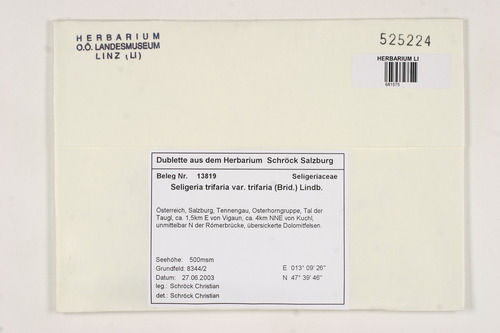 HERBARIUM
O.Ö. LANDESMUSEUM
LINZ (LI)
525224
HERBARIUM LI
681575
Dublette aus dem Herbarium Schröck Salzburg
Beleg Nr. 13819 Seligeriaceae
Seligeria trifaria var. trifaria (Brid.) Lindb.
Österreich, Salzburg, Tennengau, Osterhorngruppe, Tal der
Taugl, ca. 1,5km E von Vigaun, ca. 4km NNE von Kuchl,
unmittelbar N der Römerbrücke, übersickerte Dolomitfelsen.
Seehöhe: 500msm
Grundfeld: 8344/2 E 013° 09' 26"
Datum: 27.06.2003 N 47° 39' 46"
leg.: Schröck Christian
det.: Schröck Christian